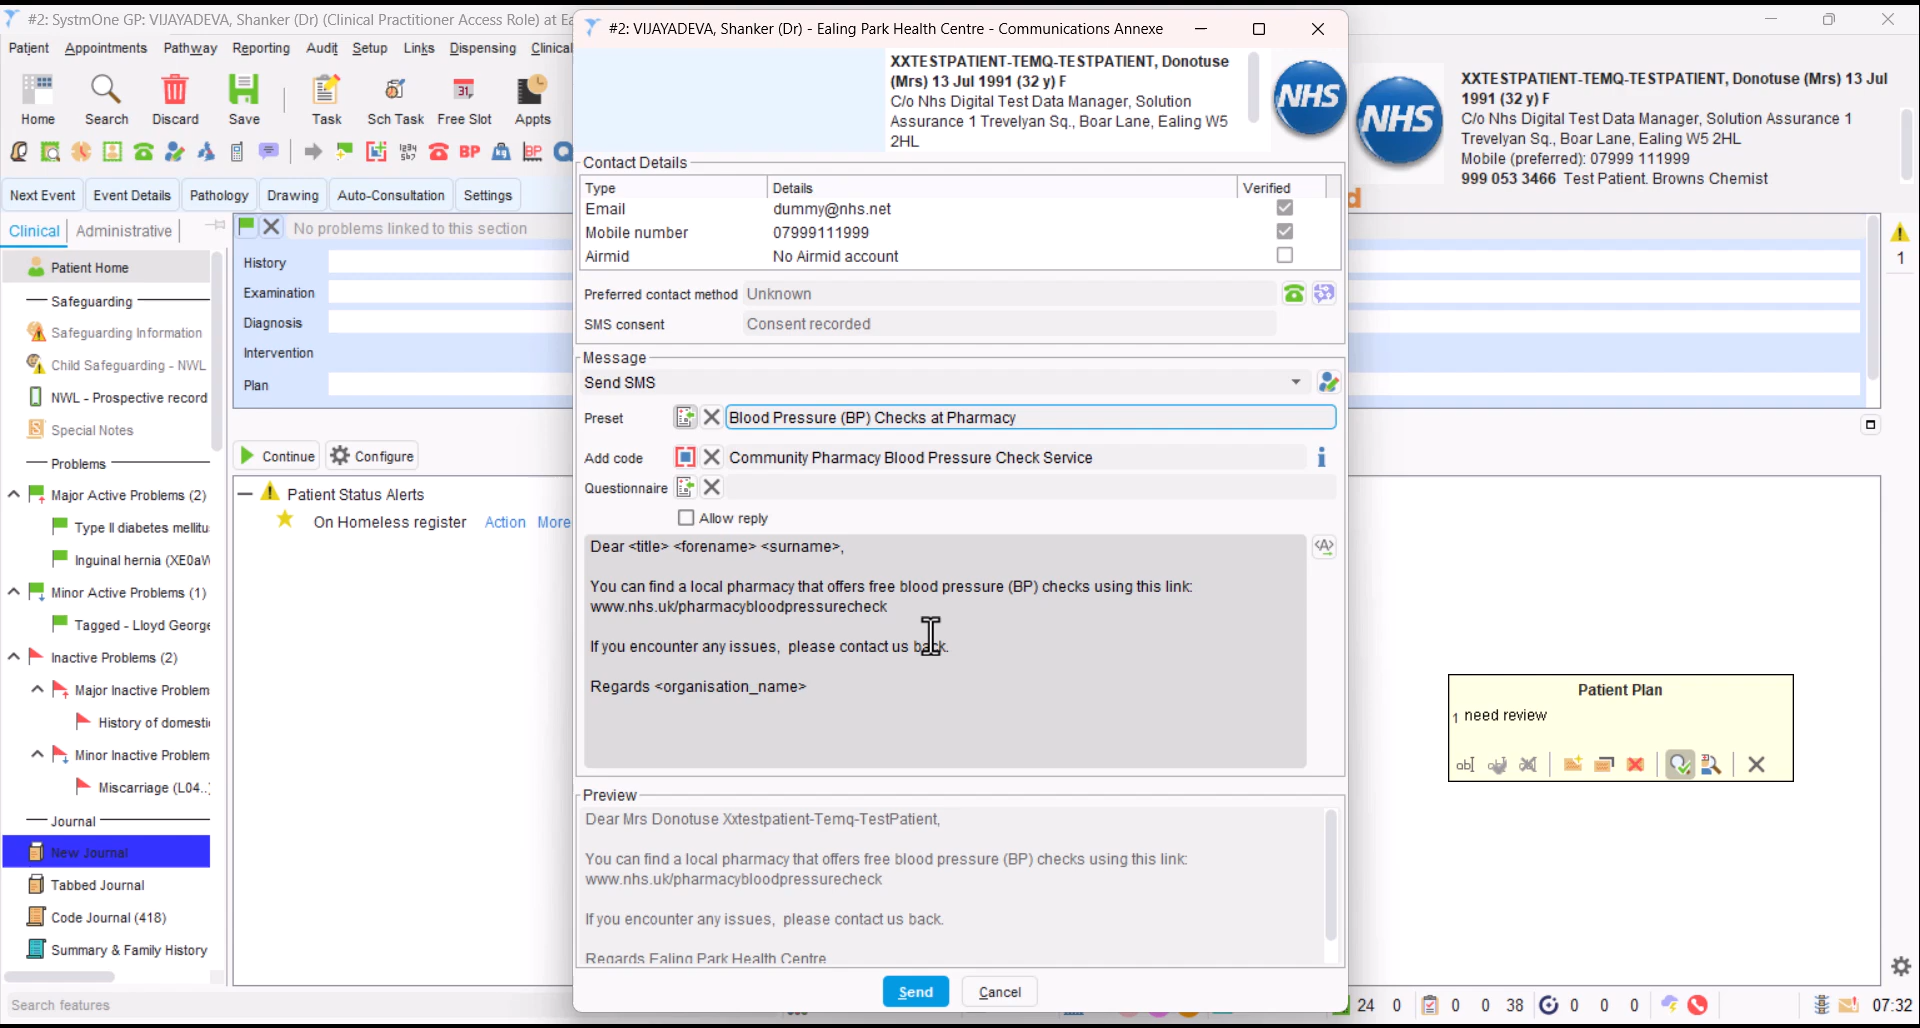 #2: SystmOne GP: VIJAYADEVA, Shanker (Dr) (Clinical Practitioner Access Role) at Ea
Patient Appointments Pathway Reporting Audit Setup Links Dispensing Clinical
Home Search Discard Save Task Sch Task Free Slot Appts
Next Event Event Details Pathology Drawing Auto-Consultation Settings
Clinical Administrative
Patient Home
Safeguarding
Safeguarding Information
Child Safeguarding - NWL
NWL - Prospective record
Special Notes
Problems
Major Active Problems (2)
Type II diabetes mellitu
Inguinal hernia (XE0aW
Minor Active Problems (1)
Tagged - Lloyd George
Inactive Problems (2)
Major Inactive Problem
History of domesti
Minor Inactive Problem
Miscarriage (L04..)
Journal
New Journal
Tabbed Journal
Code Journal (418)
Summary & Family History
Search features
No problems linked to this section
History
Examination
Diagnosis
Intervention
Plan
Continue Configure
Patient Status Alerts
On Homeless register Action More
#2: VIJAYADEVA, Shanker (Dr) - Ealing Park Health Centre - Communications Annexe
XXTESTPATIENT-TEMQ-TESTPATIENT, Donotuse
(Mrs) 13 Jul 1991 (32 y) F
C/o Nhs Digital Test Data Manager, Solution
Assurance 1 Trevelyan Sq., Boar Lane, Ealing W5
2HL
NHS
Contact Details
Type Details Verified
Email dummy@nhs.net
Mobile number 07999111999
Airmid No Airmid account
Preferred contact method Unknown
SMS consent Consent recorded
Message
Send SMS
Preset Blood Pressure (BP) Checks at Pharmacy
Add code Community Pharmacy Blood Pressure Check Service
Questionnaire
Allow reply
Dear <title> <forename> <surname>,
You can find a local pharmacy that offers free blood pressure (BP) checks using this link:
www.nhs.uk/pharmacybloodpressurecheck
If you encounter any issues, please contact us back.
Regards <organisation_name>
Preview
Dear Mrs Donotuse Xxtestpatient-Temq-TestPatient,
You can find a local pharmacy that offers free blood pressure (BP) checks using this link:
www.nhs.uk/pharmacybloodpressurecheck
If you encounter any issues, please contact us back.
Regards Ealing Park Health Centre
Send Cancel
NHS
XXTESTPATIENT-TEMQ-TESTPATIENT, Donotuse (Mrs) 13 Jul
1991 (32 y) F
C/o Nhs Digital Test Data Manager, Solution Assurance 1
Trevelyan Sq., Boar Lane, Ealing W5 2HL
Mobile (preferred): 07999 111999
999 053 3466 Test Patient. Browns Chemist
1
Patient Plan
1 need review
24 0 0 0 38 0 0 0 07:32